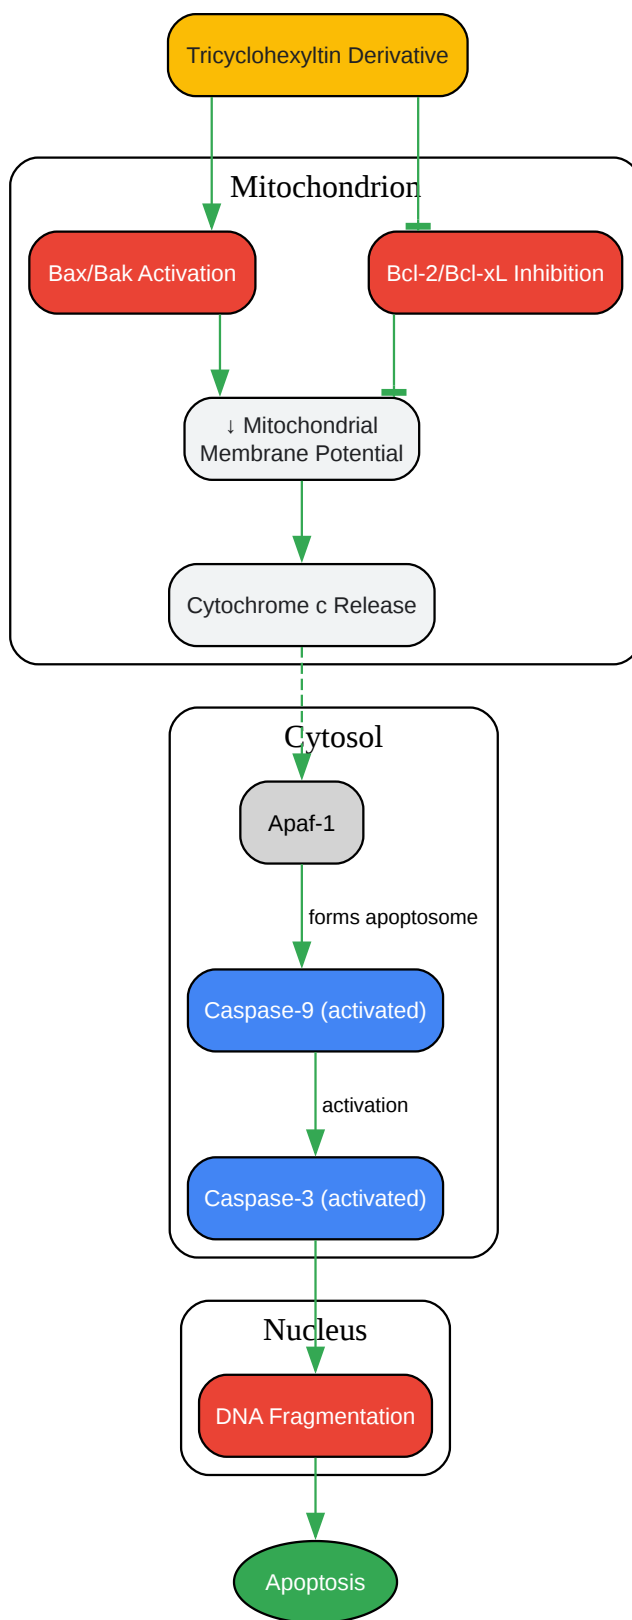 Tricyclohexyltin Derivative
Mitochondrion
Bax/Bak Activation
Bcl-2/Bcl-xL Inhibition
↓ Mitochondrial
Membrane Potential
Cytochrome c Release
Cytosol
Apaf-1
forms apoptosome
Caspase-9 (activated)
activation
Caspase-3 (activated)
Nucleus
DNA Fragmentation
Apoptosis